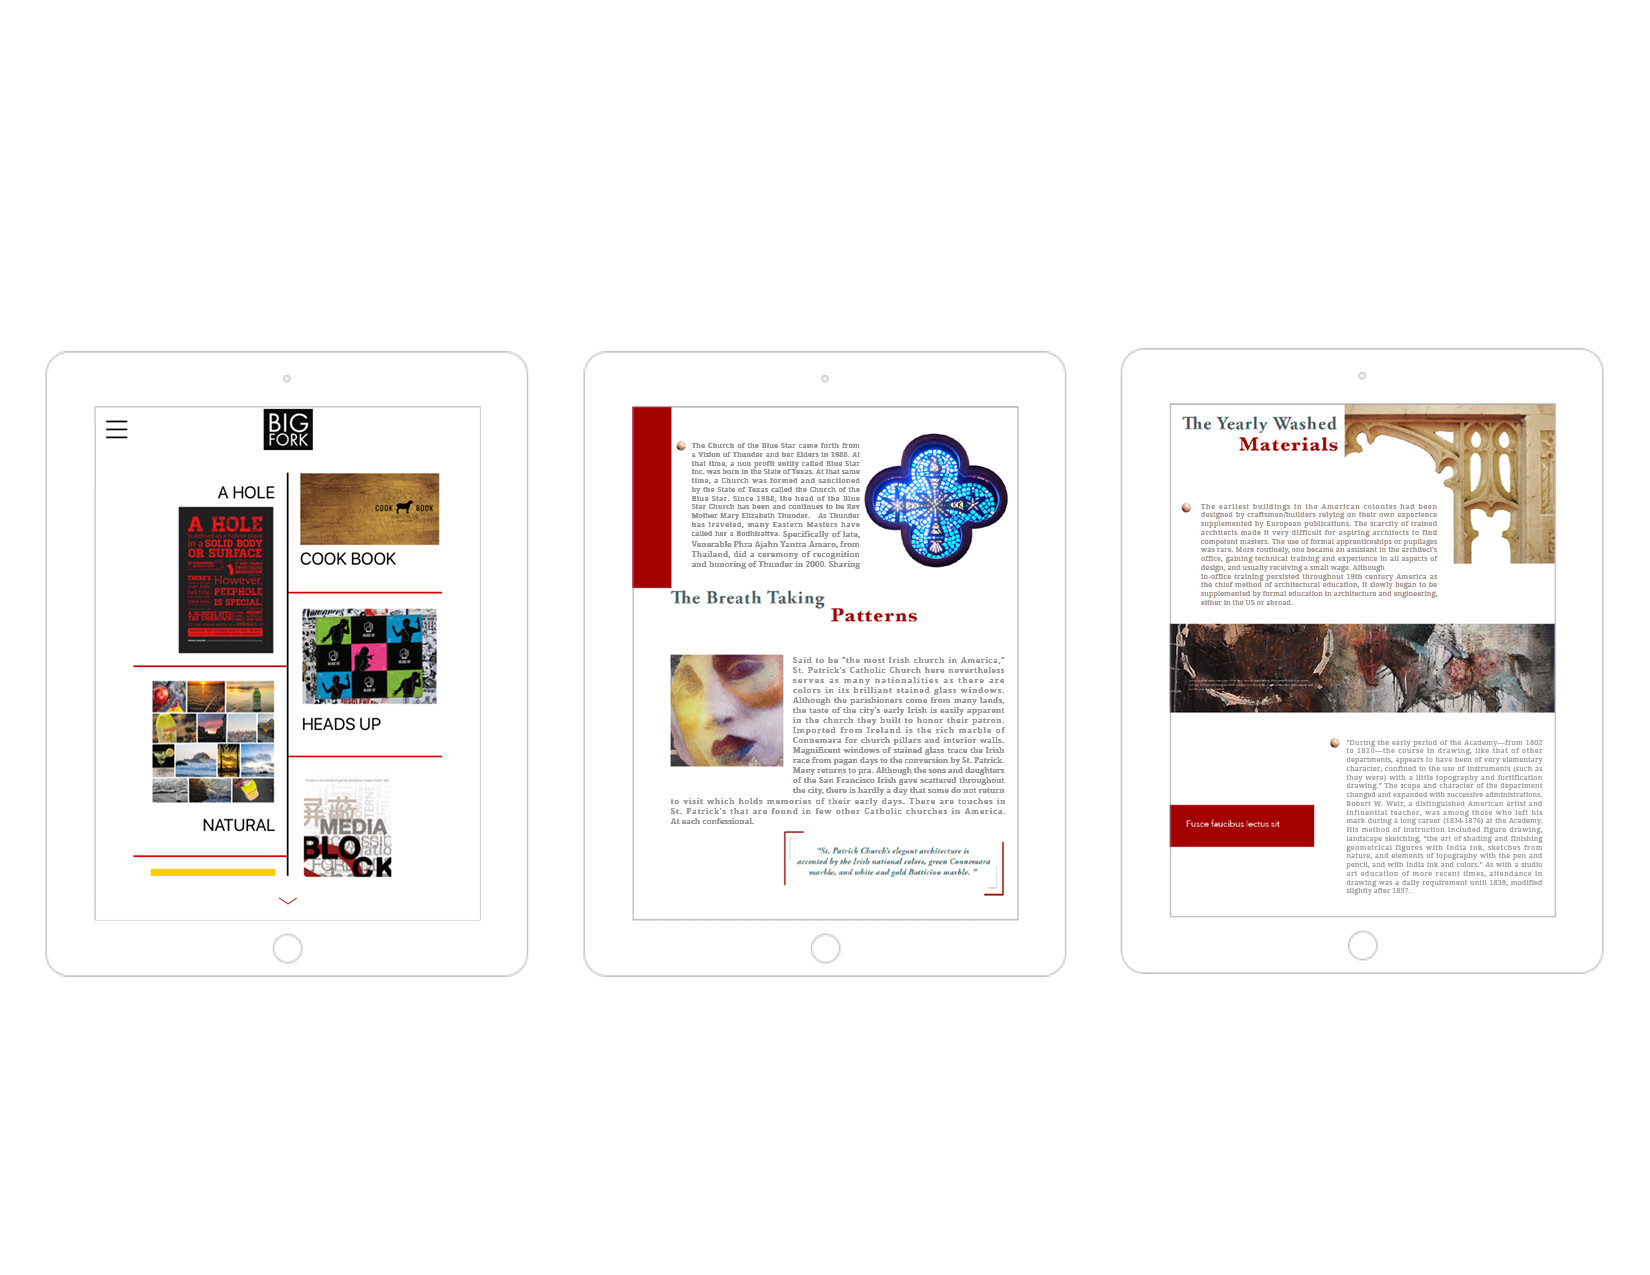 BIG
FORK
A HOLE
A HOLE
is defined as a hollow place
in a SOLID BODY
OR SURFACE
THERE'S
However,
PEEPHOLE
IS SPECIAL.
THE UNKNOWN
COOK BOOK
COOK BOOK
HEADS UP
NATURAL
MEDIA
BLOCK
The Church of the Blue Star came forth from
a Vision of Thunder and her Elders in 1988. At
that time, a non profit entity called Blue Star
Inc. was born in the State of Texas. At that same
time, a Church was formed and sanctioned
by the State of Texas called the Church of the
Blue Star. Since 1988, the head of the Blue
Star Church has been and continues to be Rev
Mother Mary Elizabeth Thunder. As Thunder
has traveled, many Eastern Masters have
called her a Bodhisattva. Specifically of late,
Venerable Phra Ajahn Yantra Amaro, from
Thailand, did a ceremony of recognition
and honoring of Thunder in 2000. Sharing
The Breath Taking
Patterns
Said to be "the most Irish church in America,"
St. Patrick's Catholic Church here nevertheless
serves as many nationalities as there are
colors in its brilliant stained glass windows.
Although the parishioners come from many lands,
the taste of the city's early Irish is easily apparent
in the church they built to honor their patron.
Imported from Ireland is the rich marble of
Connemara for church pillars and interior walls.
Magnificent windows of stained glass trace the Irish
race from pagan days to the conversion by St. Patrick.
Many returns to pra. Although the sons and daughters
of the San Francisco Irish gave scattered throughout
the city, there is hardly a day that some do not return
to visit which holds memories of their early days. There are touches in
St. Patrick's that are found in few other Catholic churches in America.
At each confessional.
"St. Patrick Church's elegant architecture is
accented by the Irish national colors, green Connemara
marble, and white and gold Botticino marble. "
The Yearly Washed
Materials
The earliest buildings in the American colonies had been
designed by craftsmen/builders relying on their own experience
supplemented by European publications. The scarcity of trained
architects made it very difficult for aspiring architects to find
competent masters. The use of formal apprenticeships or pupilages
was rare. More routinely, one became an assistant in the architect's
office, gaining technical training and experience in all aspects of
design, and usually receiving a small wage. Although
in-office training persisted throughout 19th century America as
the chief method of architectural education, it slowly began to be
supplemented by formal education in architecture and engineering,
either in the US or abroad.
"During the early period of the Academy—from 1802
to 1810—the course in drawing, like that of other
departments, appears to have been of very elementary
character, confined to the use of instruments (such as
they were) with a little topography and fortification
drawing." The scope and character of the department
changed and expanded with successive administrations.
Robert W. Weir, a distinguished American artist and
influential teacher, was among those who left his
mark during a long career (1834-1876) at the Academy.
His method of instruction included figure drawing,
landscape sketching, "the art of shading and finishing
geometrical figures with India ink, sketches from
nature, and elements of topography with the pen and
pencil, and with India ink and colors." As with a studio
art education of more recent times, attendance in
drawing was a daily requirement until 1839, modified
slightly after 1857.
Fusce faucibus lectus sit